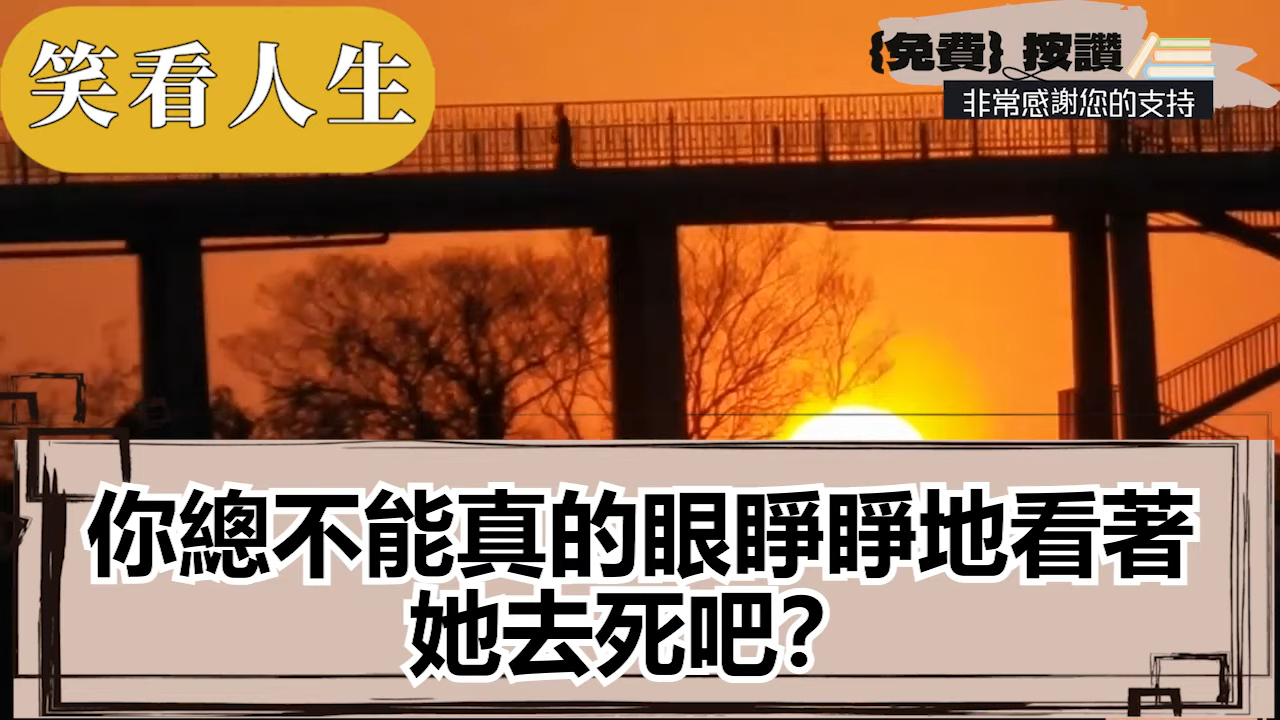 笑看人生
{免費} 按讚
非常感謝您的支持
你總不能真的眼睜睜地看著
她去死吧?